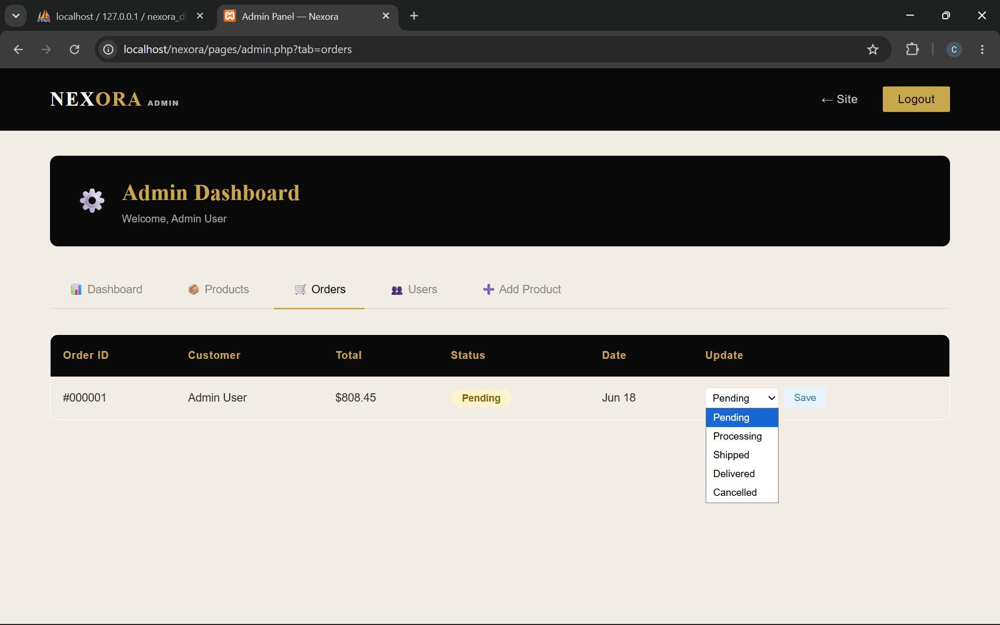 localhost / 127.0.0.1 / nexora_d
Admin Panel — Nexora
localhost/nexora/pages/admin.php?tab=orders
C
NEXORA ADMIN
← Site
Logout
Admin Dashboard
Welcome, Admin User
Dashboard
Products
Orders
Users
Add Product
Order ID Customer Total Status Date Update
#000001 Admin User $808.45 Pending Jun 18 Pending Save
Pending
Processing
Shipped
Delivered
Cancelled